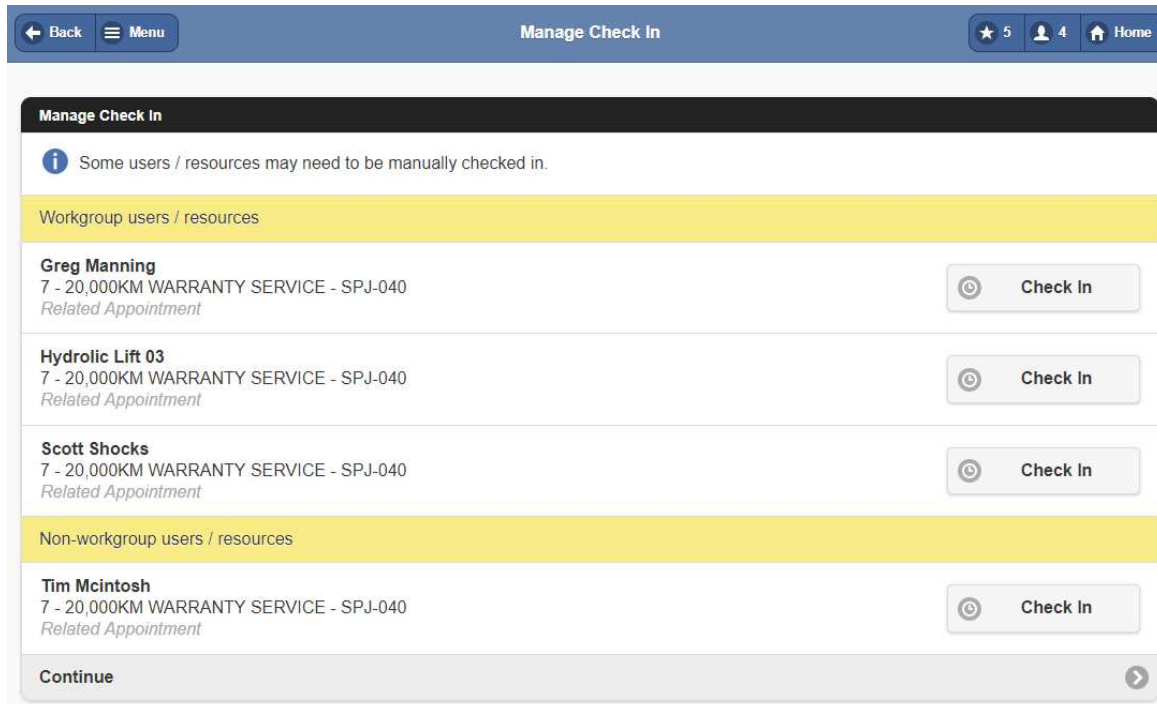 Back
Menu
Manage Check In
5
4
Home
Manage Check In
Some users / resources may need to be manually checked in.
Workgroup users / resources
Greg Manning
7 - 20,000KM WARRANTY SERVICE - SPJ-040
Related Appointment
Check In
Hydrolic Lift 03
7 - 20,000KM WARRANTY SERVICE - SPJ-040
Related Appointment
Check In
Scott Shocks
7 - 20,000KM WARRANTY SERVICE - SPJ-040
Related Appointment
Check In
Non-workgroup users / resources
Tim Mcintosh
7 - 20,000KM WARRANTY SERVICE - SPJ-040
Related Appointment
Check In
Continue